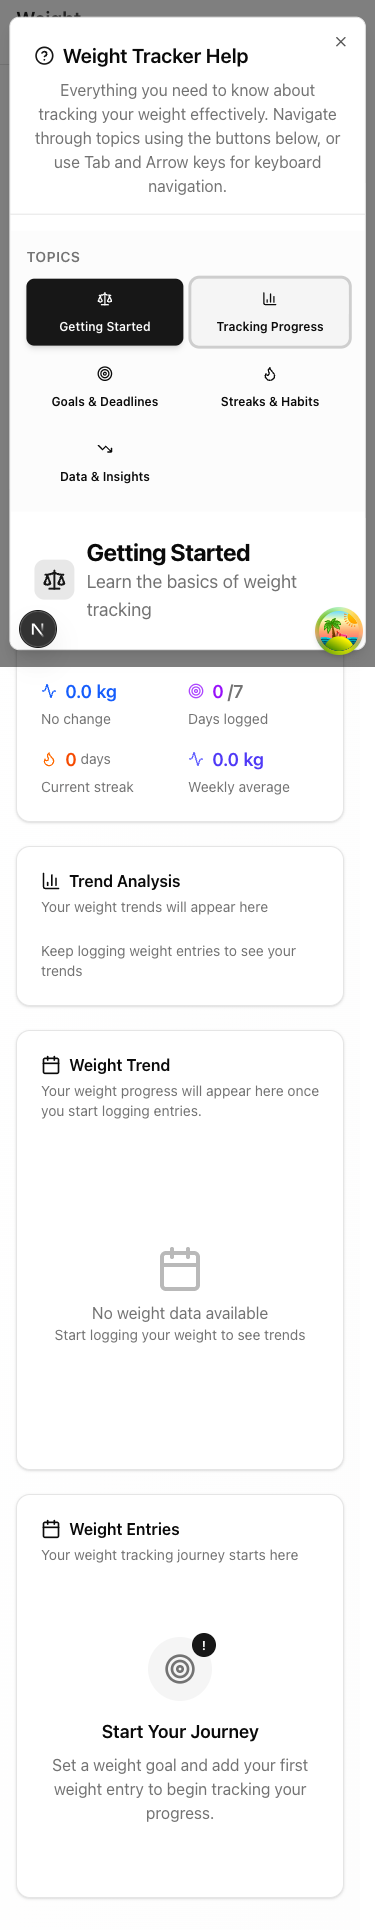 Weight
Weight Tracker Help
Everything you need to know about
tracking your weight effectively. Navigate
through topics using the buttons below, or
use Tab and Arrow keys for keyboard
navigation.
TOPICS
Getting Started
Tracking Progress
Goals & Deadlines
Streaks & Habits
Data & Insights
Getting Started
Learn the basics of weight
tracking
N
0.0 kg
No change
0 /7
Days logged
0 days
Current streak
0.0 kg
Weekly average
Trend Analysis
Your weight trends will appear here
Keep logging weight entries to see your
trends
Weight Trend
Your weight progress will appear here once
you start logging entries.
No weight data available
Start logging your weight to see trends
Weight Entries
Your weight tracking journey starts here
!
Start Your Journey
Set a weight goal and add your first
weight entry to begin tracking your
progress.